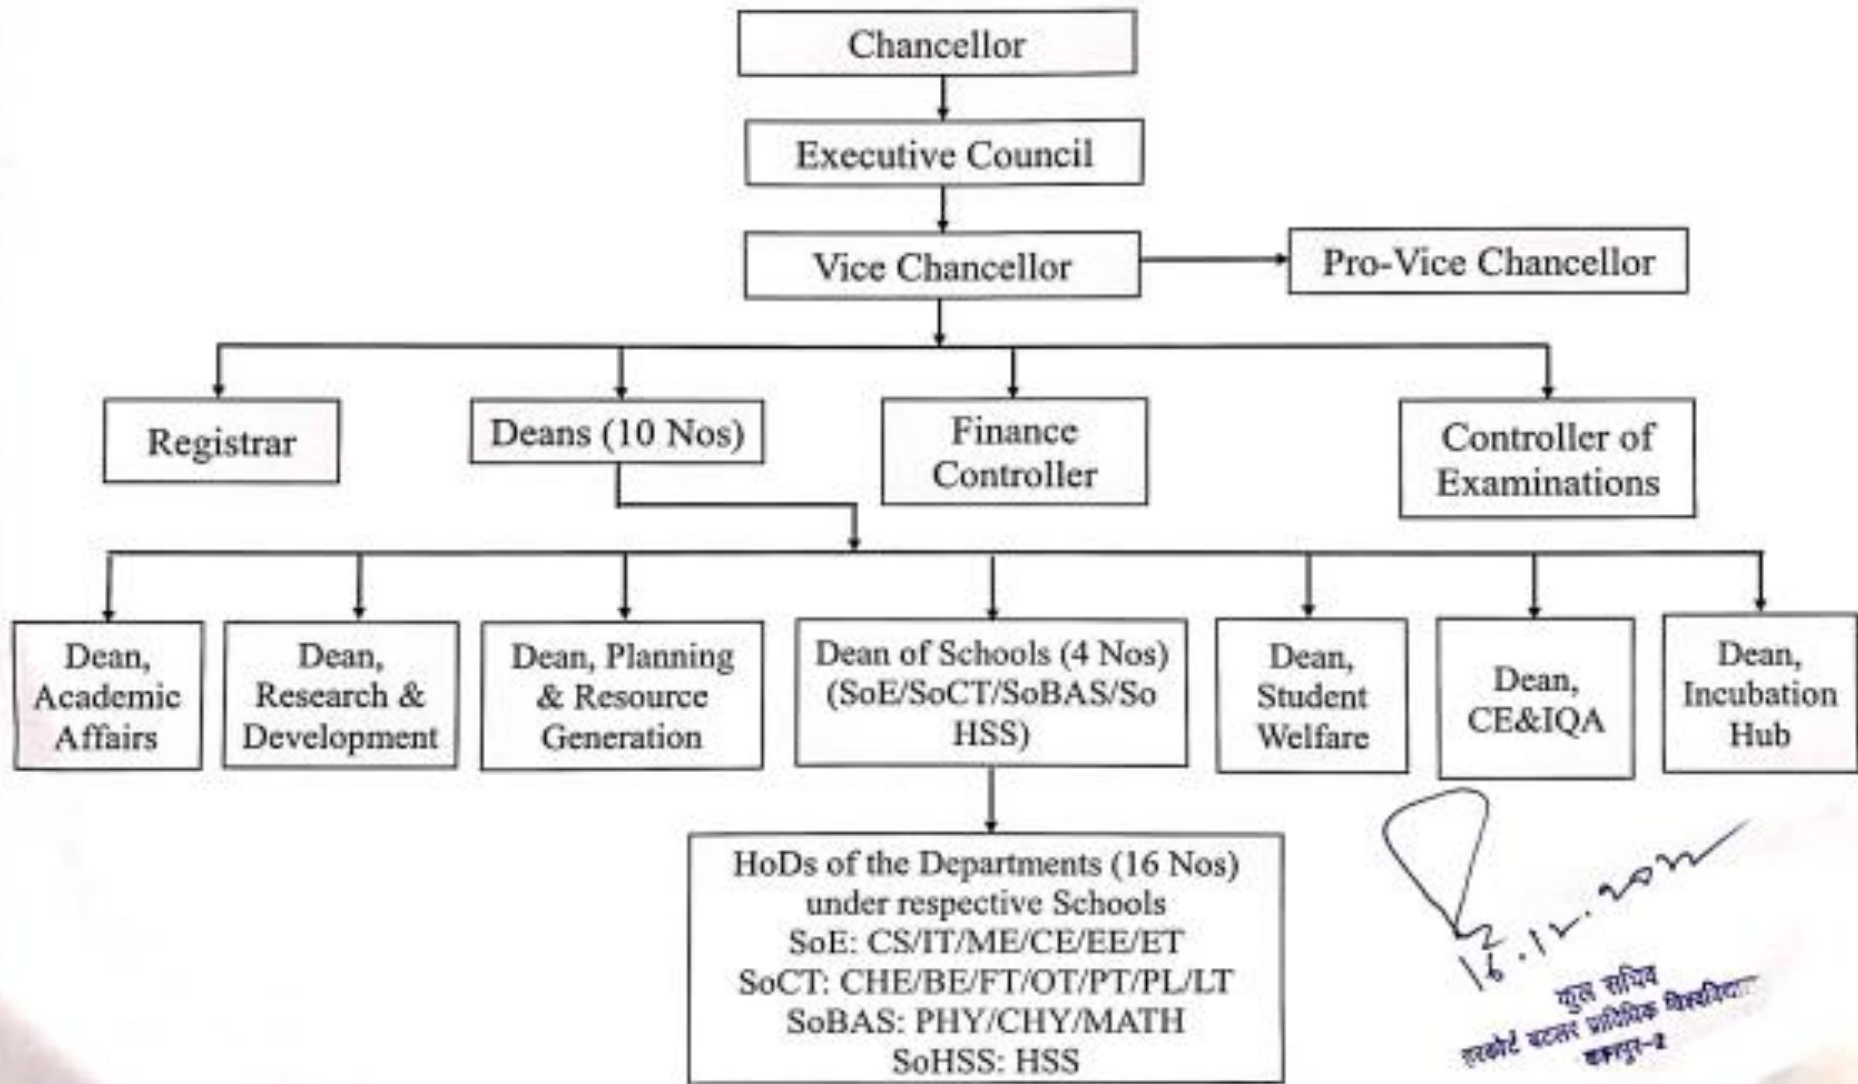 Chancellor
Executive Council
Vice Chancellor
Pro-Vice Chancellor
Registrar
Deans (10 Nos)
Finance
Controller
Controller of
Examinations
Dean,
Academic
Affairs
Dean,
Research &
Development
Dean, Planning
& Resource
Generation
Dean of Schools (4 Nos)
(SoE/SoCT/SoBAS/So
HSS)
Dean,
Student
Welfare
Dean,
CE&IQA
Dean,
Incubation
Hub
HoDs of the Departments (16 Nos)
under respective Schools
SoE: CS/IT/ME/CE/EE/ET
SoCT: CHE/BE/FT/OT/PT/PL/LT
SoBAS: PHY/CHY/MATH
SoHSS: HSS
16.12.
कुल सचिव
हरकोर्ट बटलर प्राविधिक